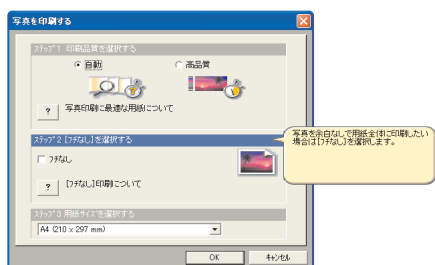 写真を印刷する
ステップ1 印刷品質を選択する
自動
高品質
? 写真印刷に最適な用紙について
ステップ2 [フチなし]を選択する
フチなし
? [フチなし]印刷について
写真を余白なしで用紙全体に印刷したい
場合は[フチなし]を選択します。
ステップ3 用紙サイズを選択する
A4 (210 x 297 mm)
OK
キャンセル